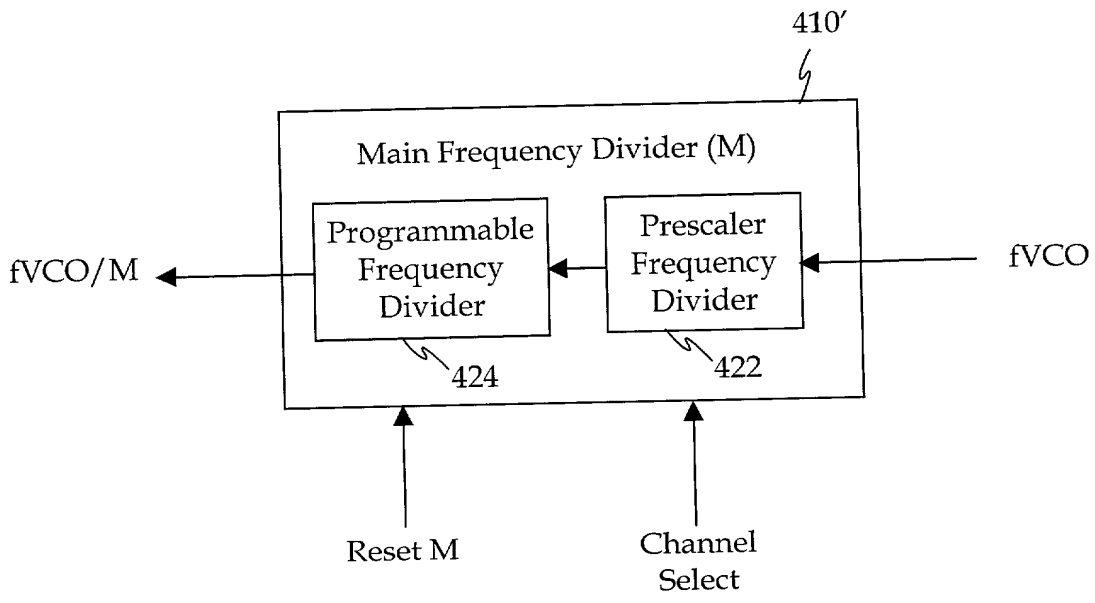 410′
Main Frequency Divider (M)
Programmable
Frequency
Divider
Prescaler
Frequency
Divider
fVCO/M
fVCO
424
422
Reset M
Channel
Select